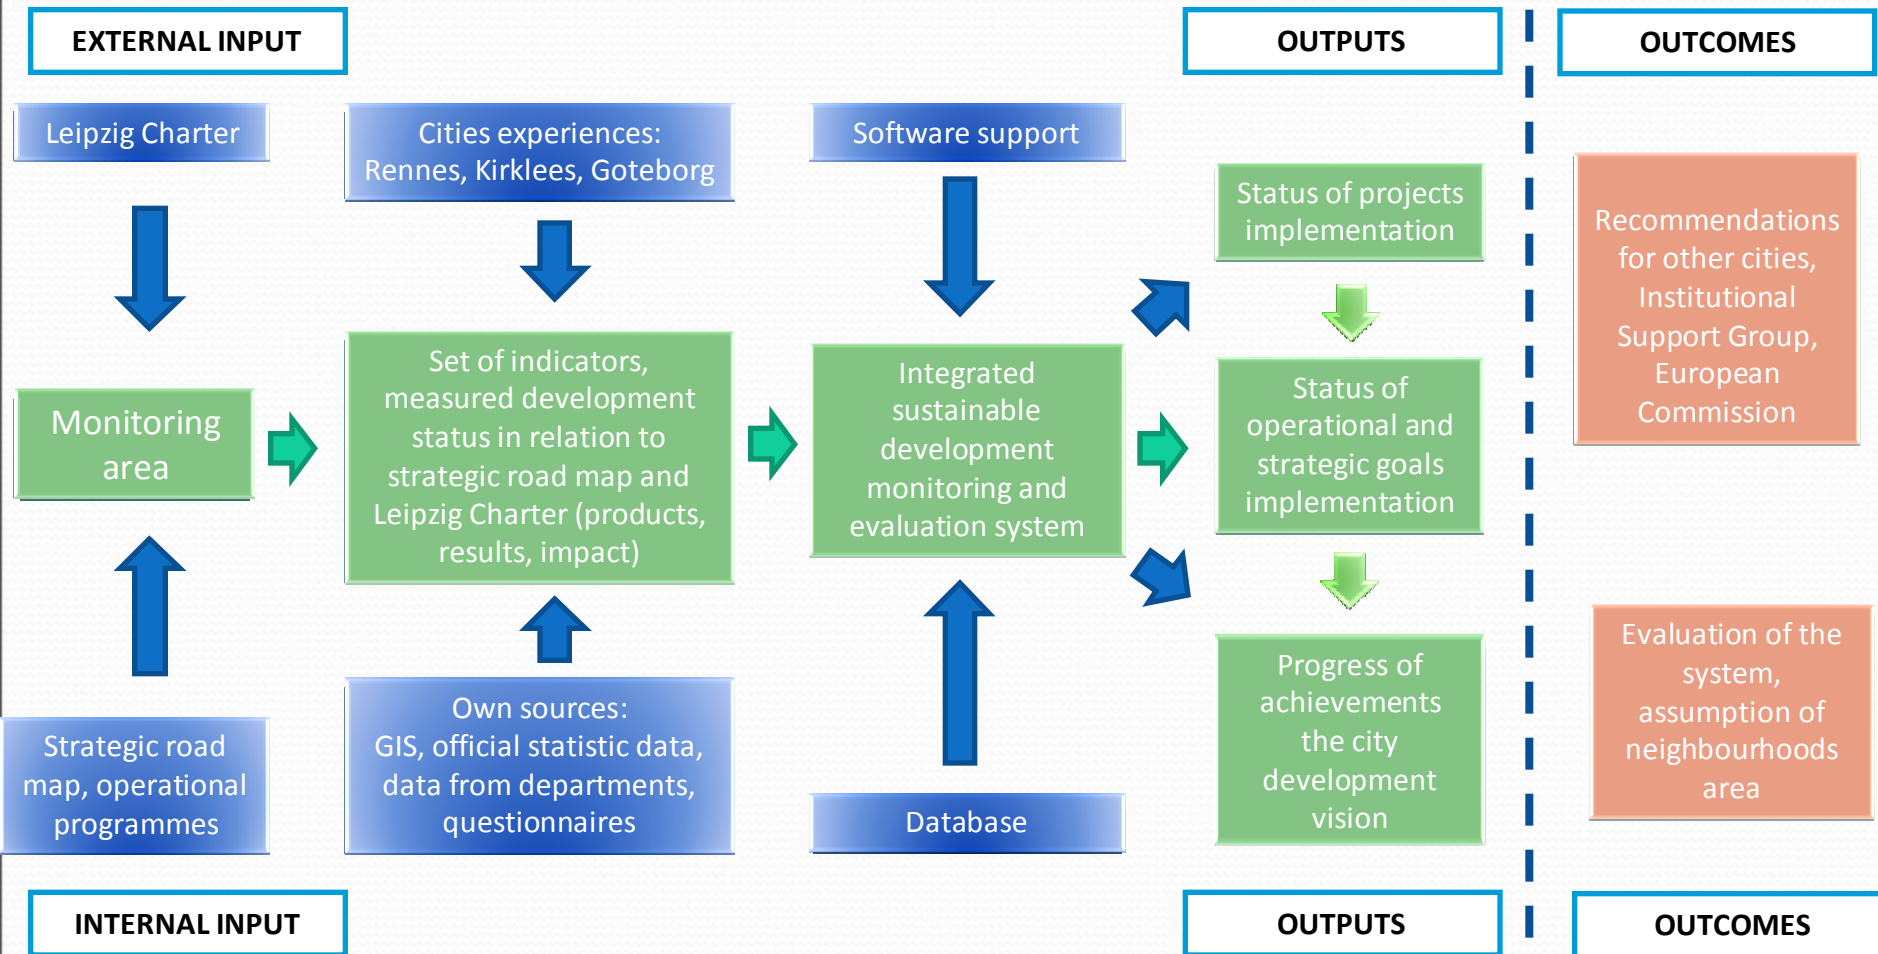 EXTERNAL INPUT
OUTPUTS
OUTCOMES
Leipzig Charter
Cities experiences:
Rennes, Kirklees, Goteborg
Software support
Status of projects
implementation
Recommendations
for other cities,
Institutional
Support Group,
European
Commission
Monitoring
area
Set of indicators,
measured development
status in relation to
strategic road map and
Leipzig Charter (products,
results, impact)
Integrated
sustainable
development
monitoring and
evaluation system
Status of
operational and
strategic goals
implementation
Strategic road
map, operational
programmes
Own sources:
GIS, official statistic data,
data from departments,
questionnaires
Database
Progress of
achievements
the city
development
vision
Evaluation of the
system,
assumption of
neighbourhoods
area
INTERNAL INPUT
OUTPUTS
OUTCOMES